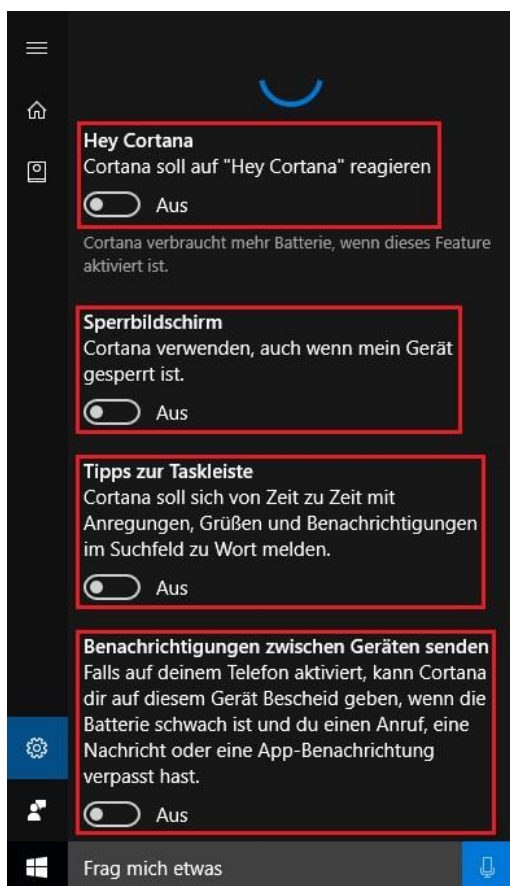 Hey Cortana
Cortana soll auf "Hey Cortana" reagieren
Aus
Cortana verbraucht mehr Batterie, wenn dieses Feature
aktiviert ist.
Sperrbildschirm
Cortana verwenden, auch wenn mein Gerät
gesperrt ist.
Aus
Tipps zur Taskleiste
Cortana soll sich von Zeit zu Zeit mit
Anregungen, Grüßen und Benachrichtigungen
im Suchfeld zu Wort melden.
Aus
Benachrichtigungen zwischen Geräten senden
Falls auf deinem Telefon aktiviert, kann Cortana
dir auf diesem Gerät Bescheid geben, wenn die
Batterie schwach ist und du einen Anruf, eine
Nachricht oder eine App-Benachrichtung
verpasst hast.
Aus
Frag mich etwas